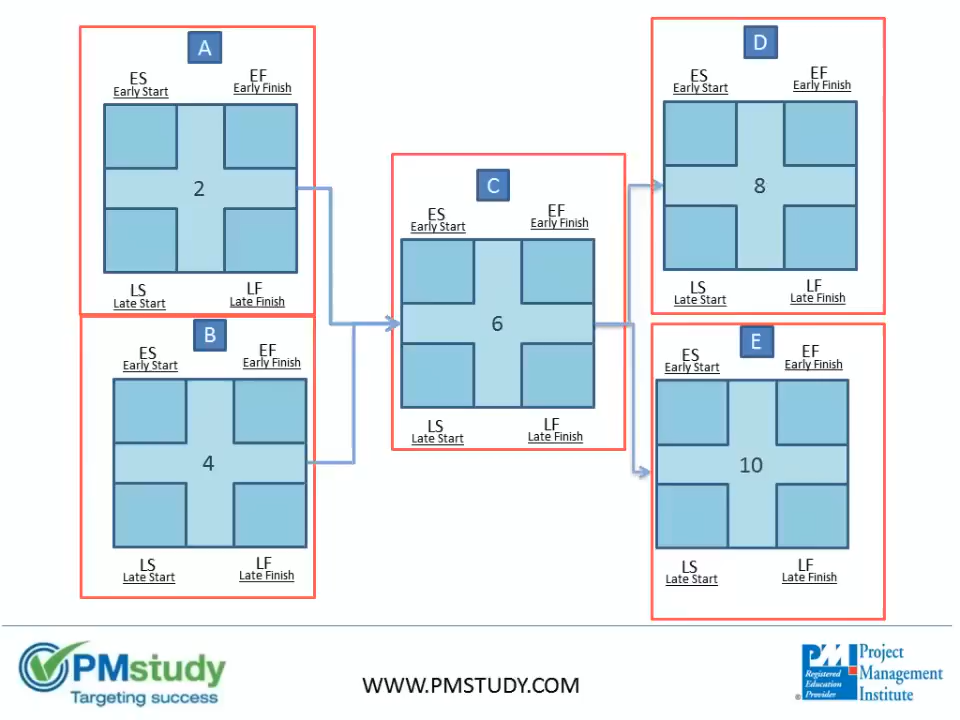 A
ES
Early Start
EF
Early Finish
2
LS
Late Start
LF
Late Finish
B
ES
Early Start
EF
Early Finish
4
LS
Late Start
LF
Late Finish
C
ES
Early Start
EF
Early Finish
6
LS
Late Start
LF
Late Finish
D
ES
Early Start
EF
Early Finish
8
LS
Late Start
LF
Late Finish
E
ES
Early Start
EF
Early Finish
10
LS
Late Start
LF
Late Finish
PMstudy
Targeting success
WWW.PMSTUDY.COM
PMI
Registered
Education
Provider
®
Project
Management
Institute